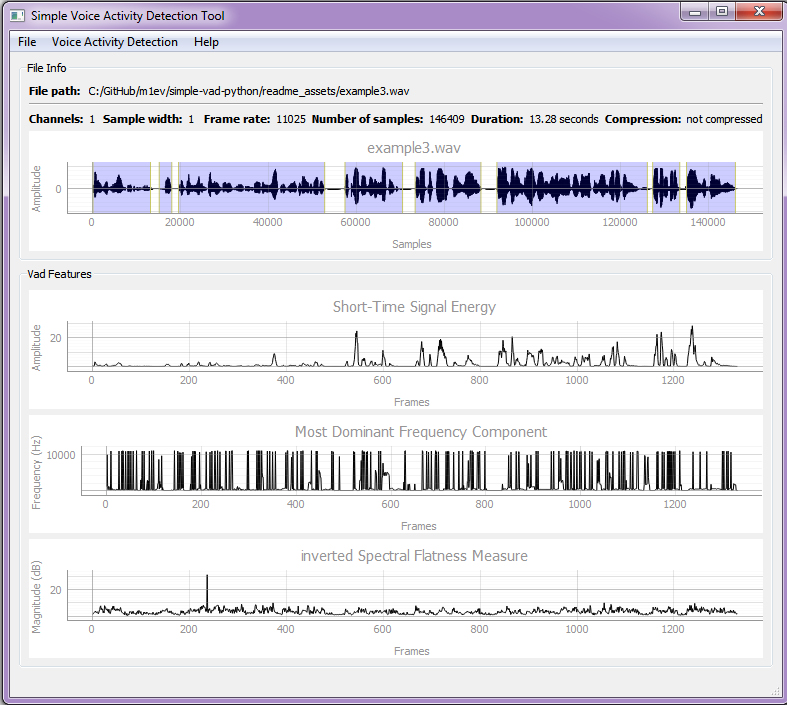 Simple Voice Activity Detection Tool
File Voice Activity Detection Help
File Info
File path: C:/GitHub/m1ev/simple-vad-python/readme_assets/example3.wav
Channels: 1 Sample width: 1 Frame rate: 11025 Number of samples: 146409 Duration: 13.28 seconds Compression: not compressed
example3.wav
Amplitude
0
0 20000 40000 60000 80000 100000 120000 140000
Samples
Vad Features
Short-Time Signal Energy
Amplitude
20
0 200 400 600 800 1000 1200
Frames
Most Dominant Frequency Component
Frequency (Hz)
10000
0 200 400 600 800 1000 1200
Frames
inverted Spectral Flatness Measure
Magnitude (dB)
20
0 200 400 600 800 1000 1200
Frames